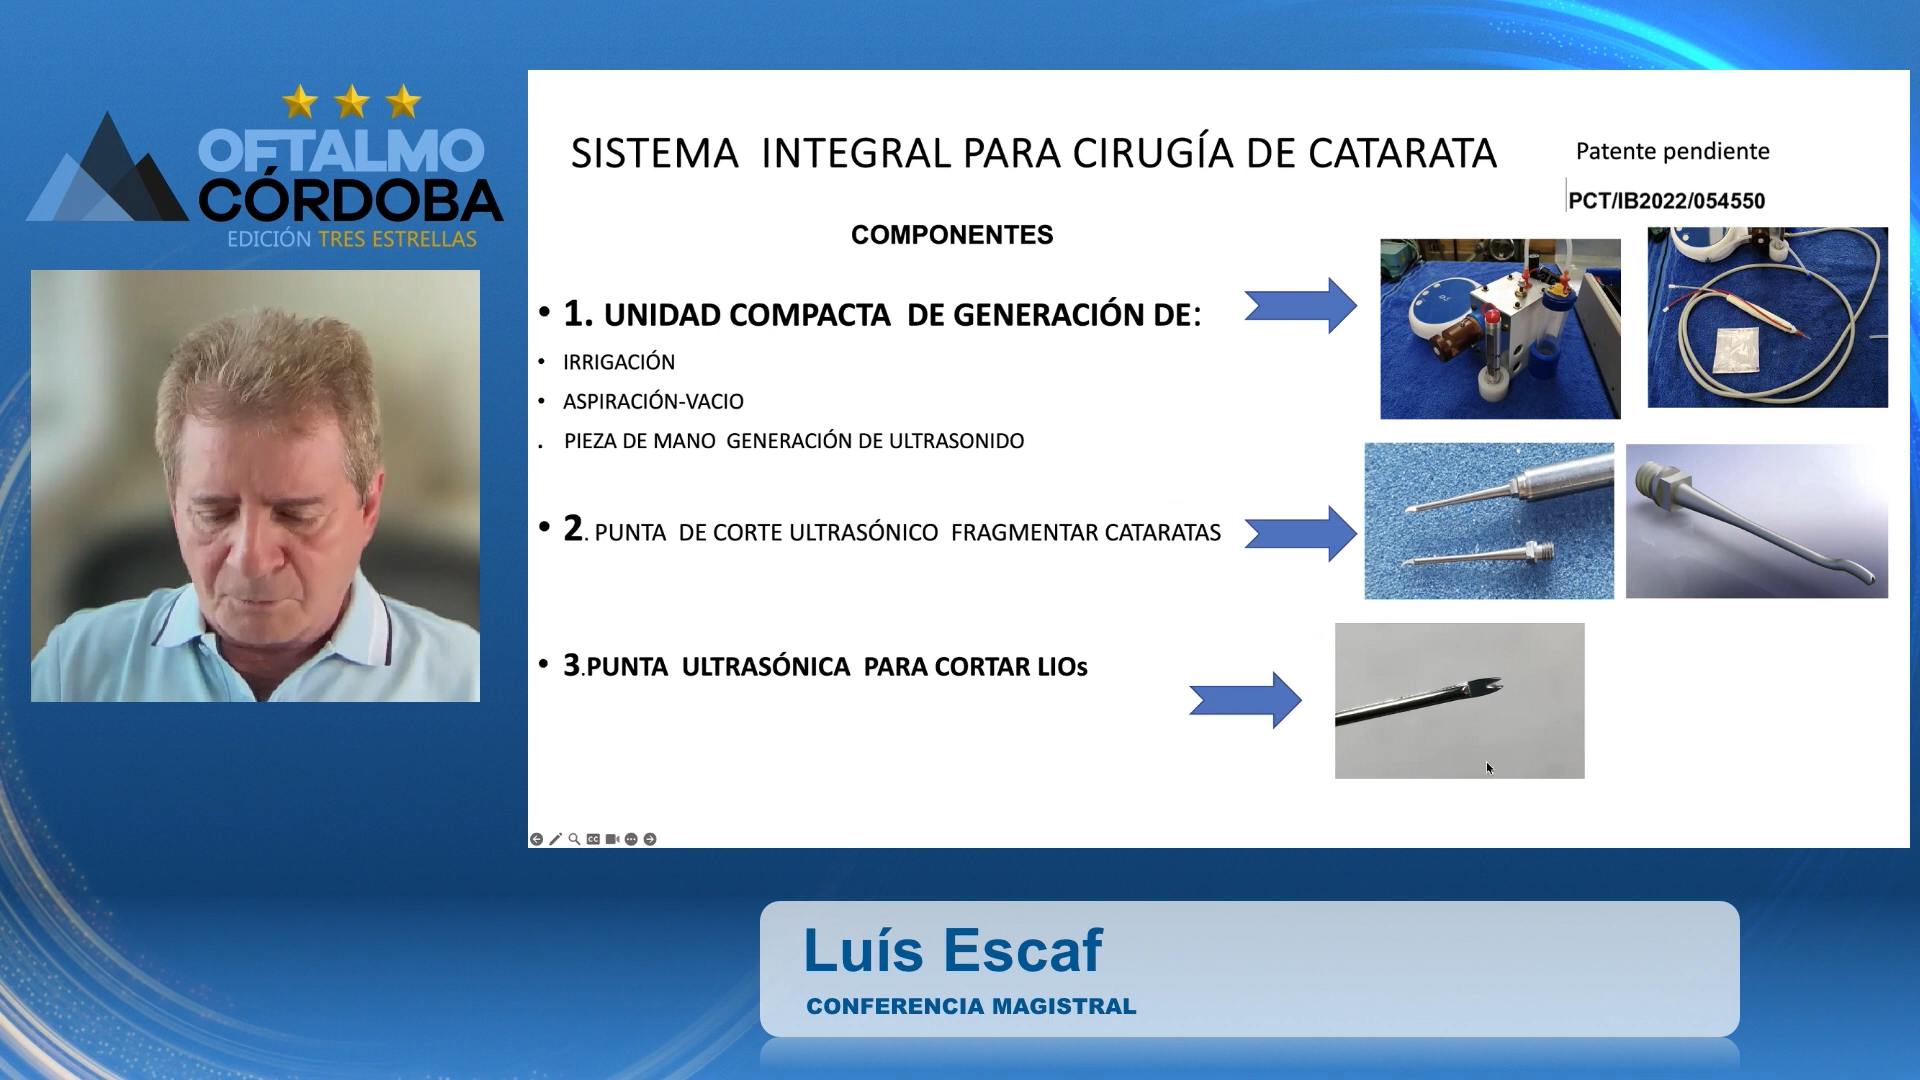 OFTALMO
CÓRDOBA
EDICIÓN TRES ESTRELLAS
SISTEMA INTEGRAL PARA CIRUGÍA DE CATARATA
Patente pendiente
PCT/IB2022/054550
COMPONENTES
• 1. UNIDAD COMPACTA DE GENERACIÓN DE:
• IRRIGACIÓN
• ASPIRACIÓN-VACIO
. PIEZA DE MANO GENERACIÓN DE ULTRASONIDO
• 2. PUNTA DE CORTE ULTRASÓNICO FRAGMENTAR CATARATAS
• 3.PUNTA ULTRASÓNICA PARA CORTAR LIOs
Luís Escaf
CONFERENCIA MAGISTRAL